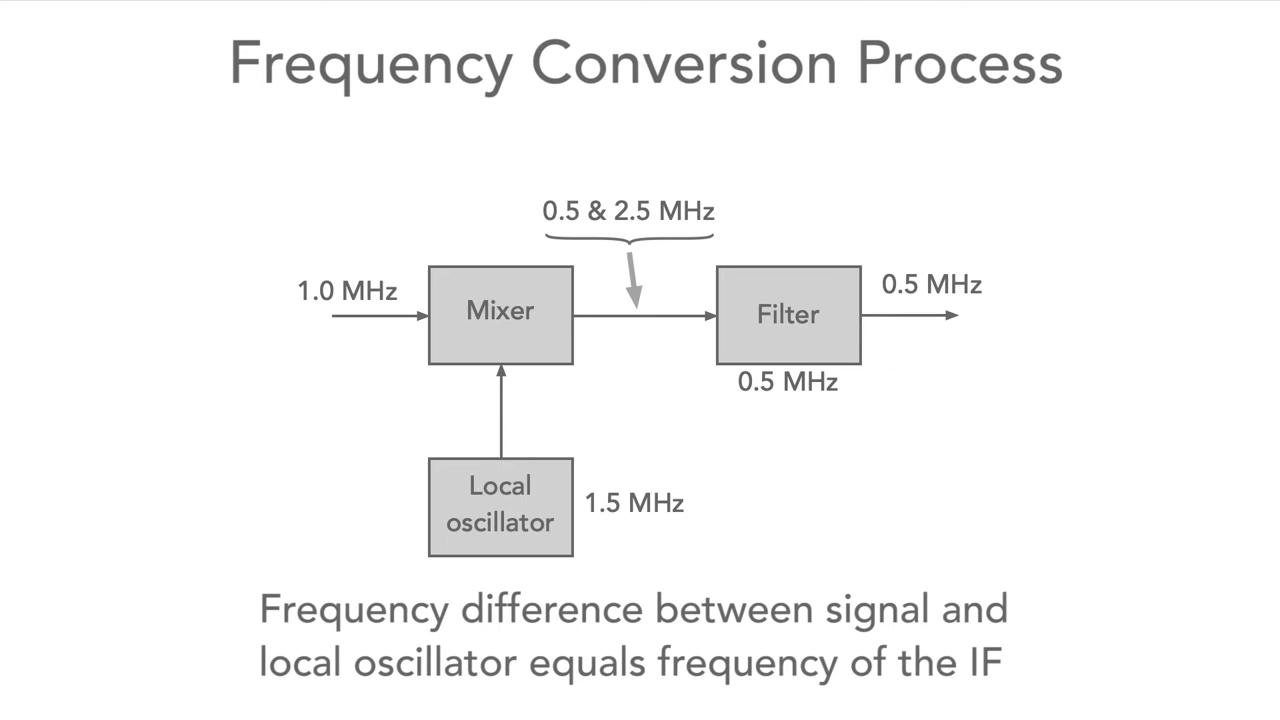 Frequency Conversion Process
0.5 & 2.5 MHz
1.0 MHz
Mixer
Filter
0.5 MHz
0.5 MHz
Local
oscillator
1.5 MHz
Frequency difference between signal and
local oscillator equals frequency of the IF